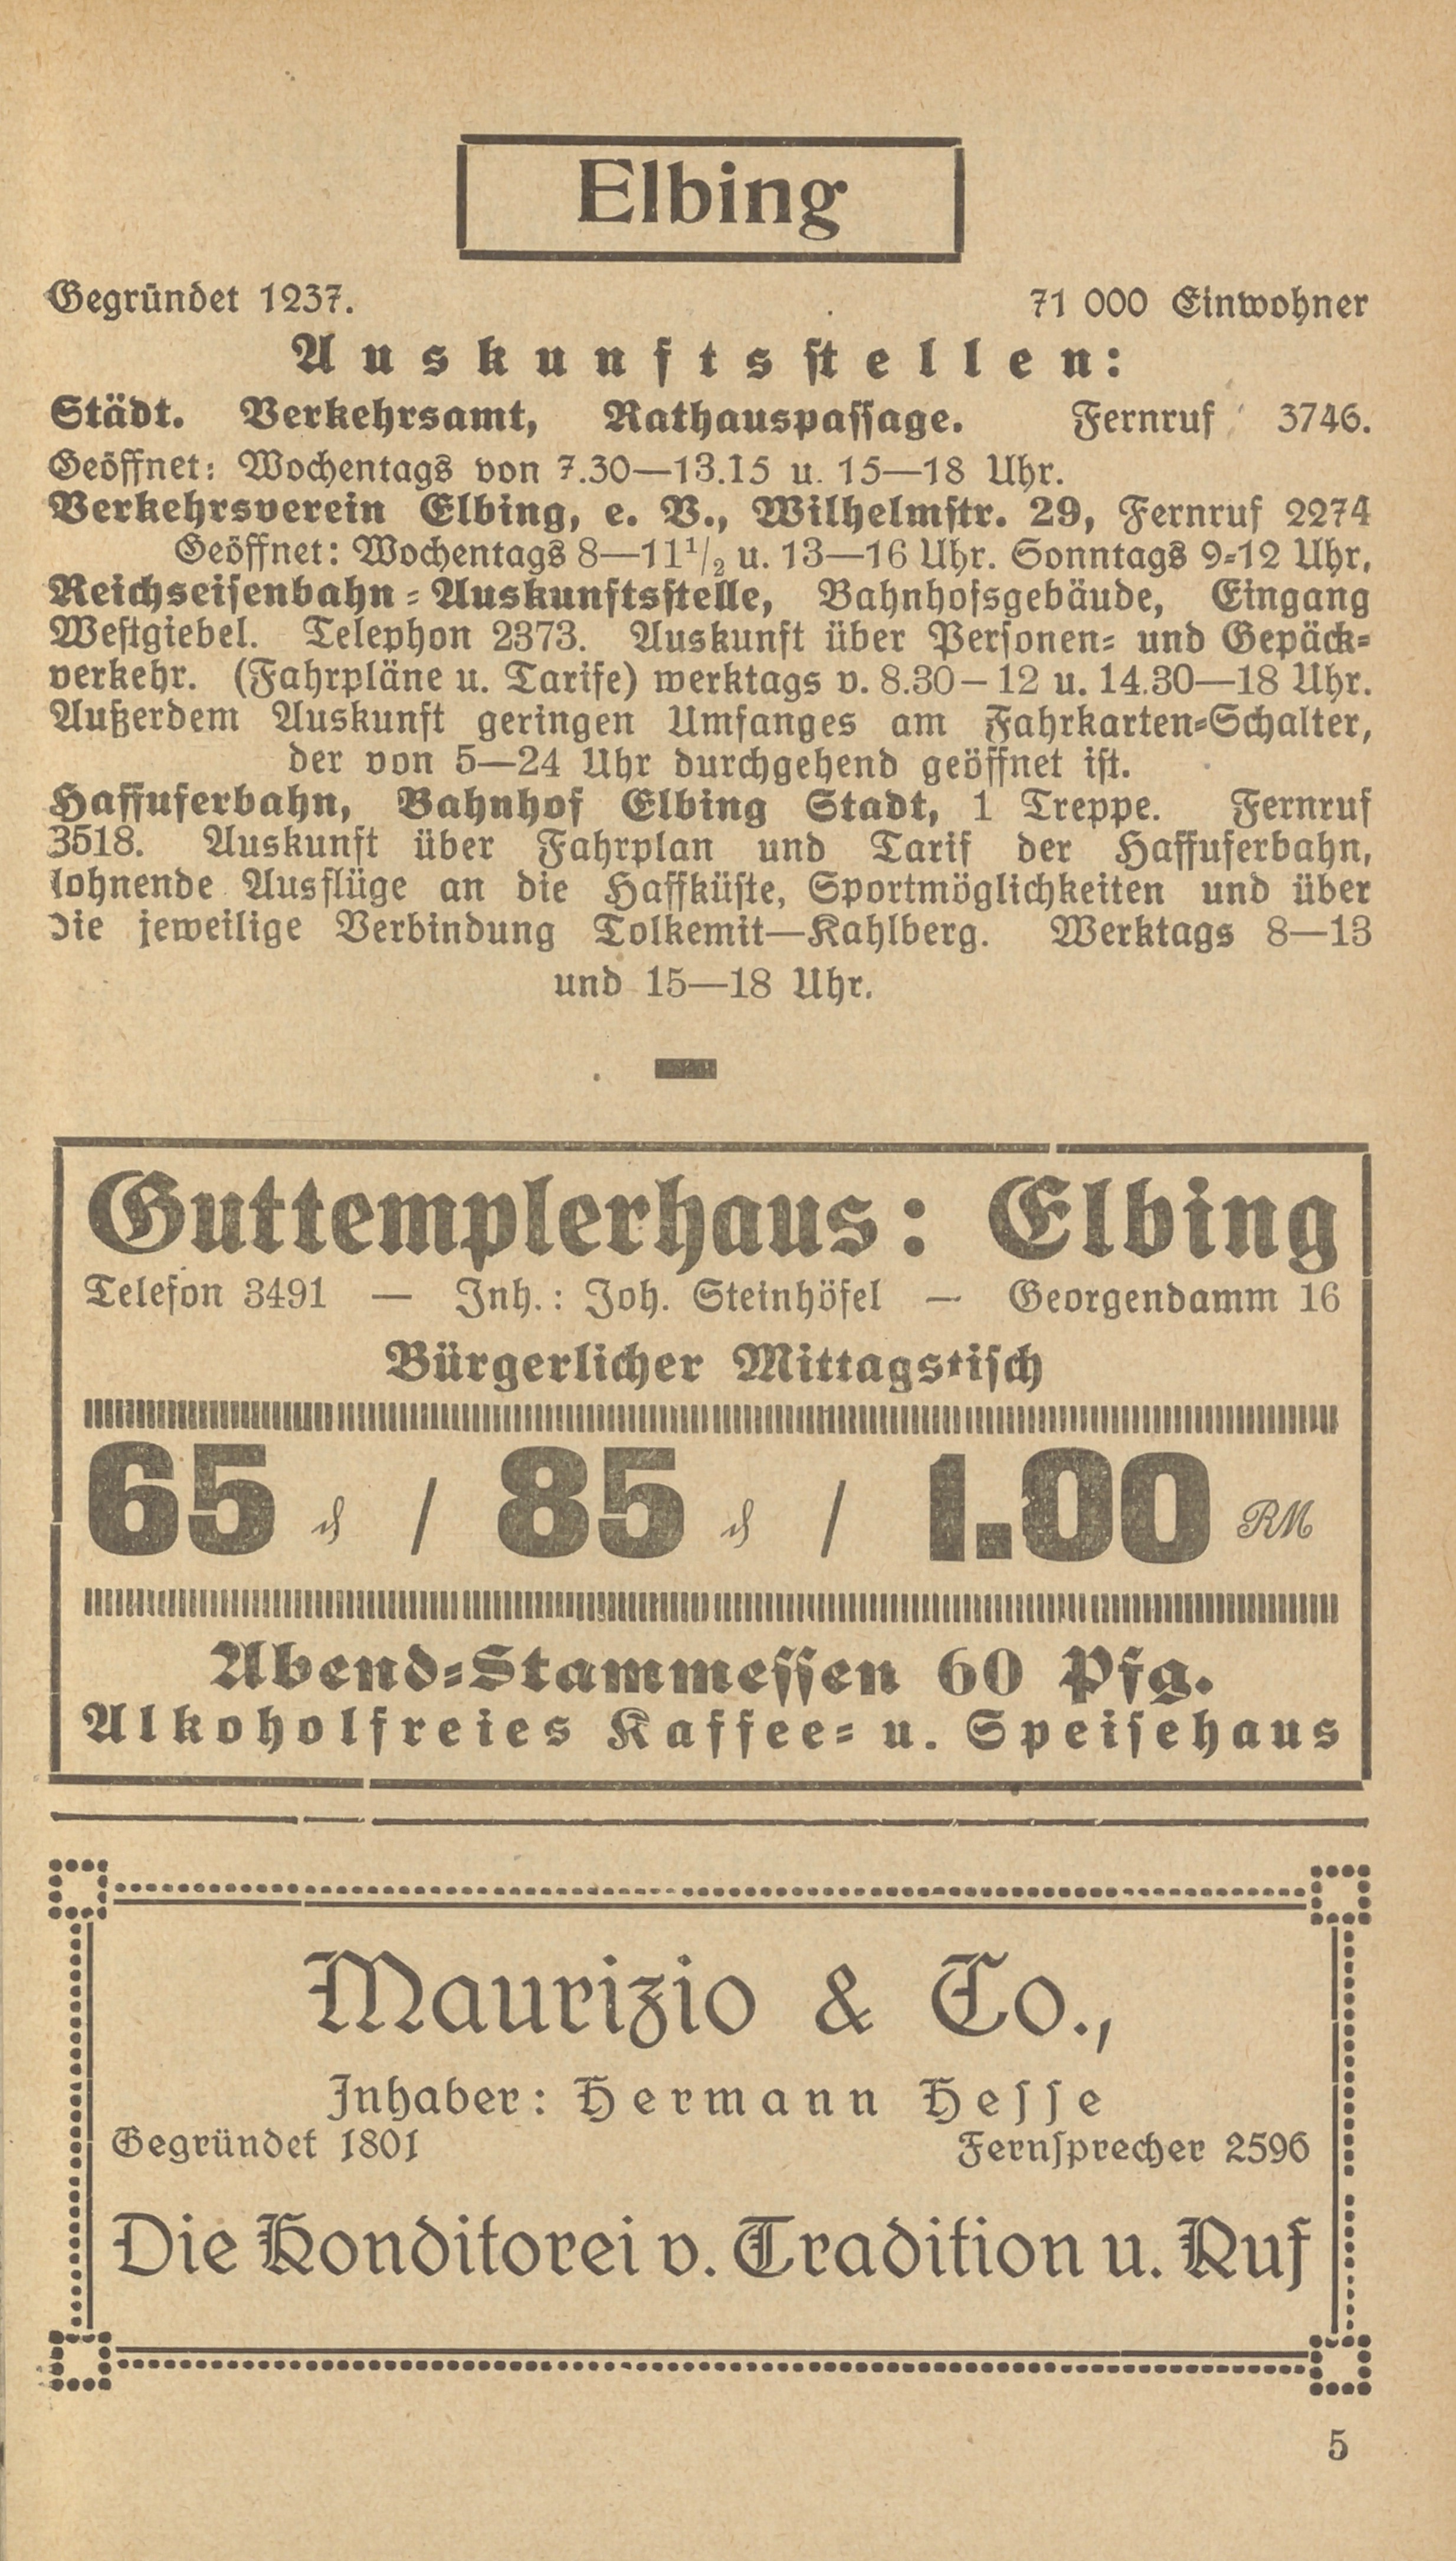 Elbing
Gegründet 1237. 71 000 Einwohner
Auskunftsstellen:
Städt. Verkehrsamt, Rathauspassage. Fernruf 3746.
Geöffnet: Wochentags von 7.30—13.15 u. 15—18 Uhr.
Verkehrsverein Elbing, e. V., Wilhelmstr. 29, Fernruf 2274
Geöffnet: Wochentags 8—11¹/₂ u. 13—16 Uhr. Sonntags 9-12 Uhr,
Reichseisenbahn-Auskunftsstelle, Bahnhofsgebäude, Eingang
Westgiebel. Telephon 2373. Auskunft über Personen- und Gepäck-
verkehr. (Fahrpläne u. Tarife) werktags v. 8.30—12 u. 14.30—18 Uhr.
Außerdem Auskunft geringen Umfanges am Fahrkarten-Schalter,
der von 5—24 Uhr durchgehend geöffnet ist.
Haffuferbahn, Bahnhof Elbing Stadt, 1 Treppe. Fernruf
3518. Auskunft über Fahrplan und Tarif der Haffuferbahn,
lohnende Ausflüge an die Haffküste, Sportmöglichkeiten und über
die jeweilige Verbindung Tolkemit—Kahlberg. Werktags 8—13
und 15—18 Uhr.
Guttemplerhaus: Elbing
Telefon 3491 — Inh.: Joh. Steinhöfel — Georgendamm 16
Bürgerlicher Mittagstisch
65 ₰ / 85 ₰ / 1.00 RM
Abend-Stammessen 60 Pfg.
Alkoholfreies Kaffee- u. Speisehaus
Maurizio & Co.,
Inhaber: Hermann Hesse
Gegründet 1801 Fernsprecher 2596
Die Konditorei v. Tradition u. Ruf
5